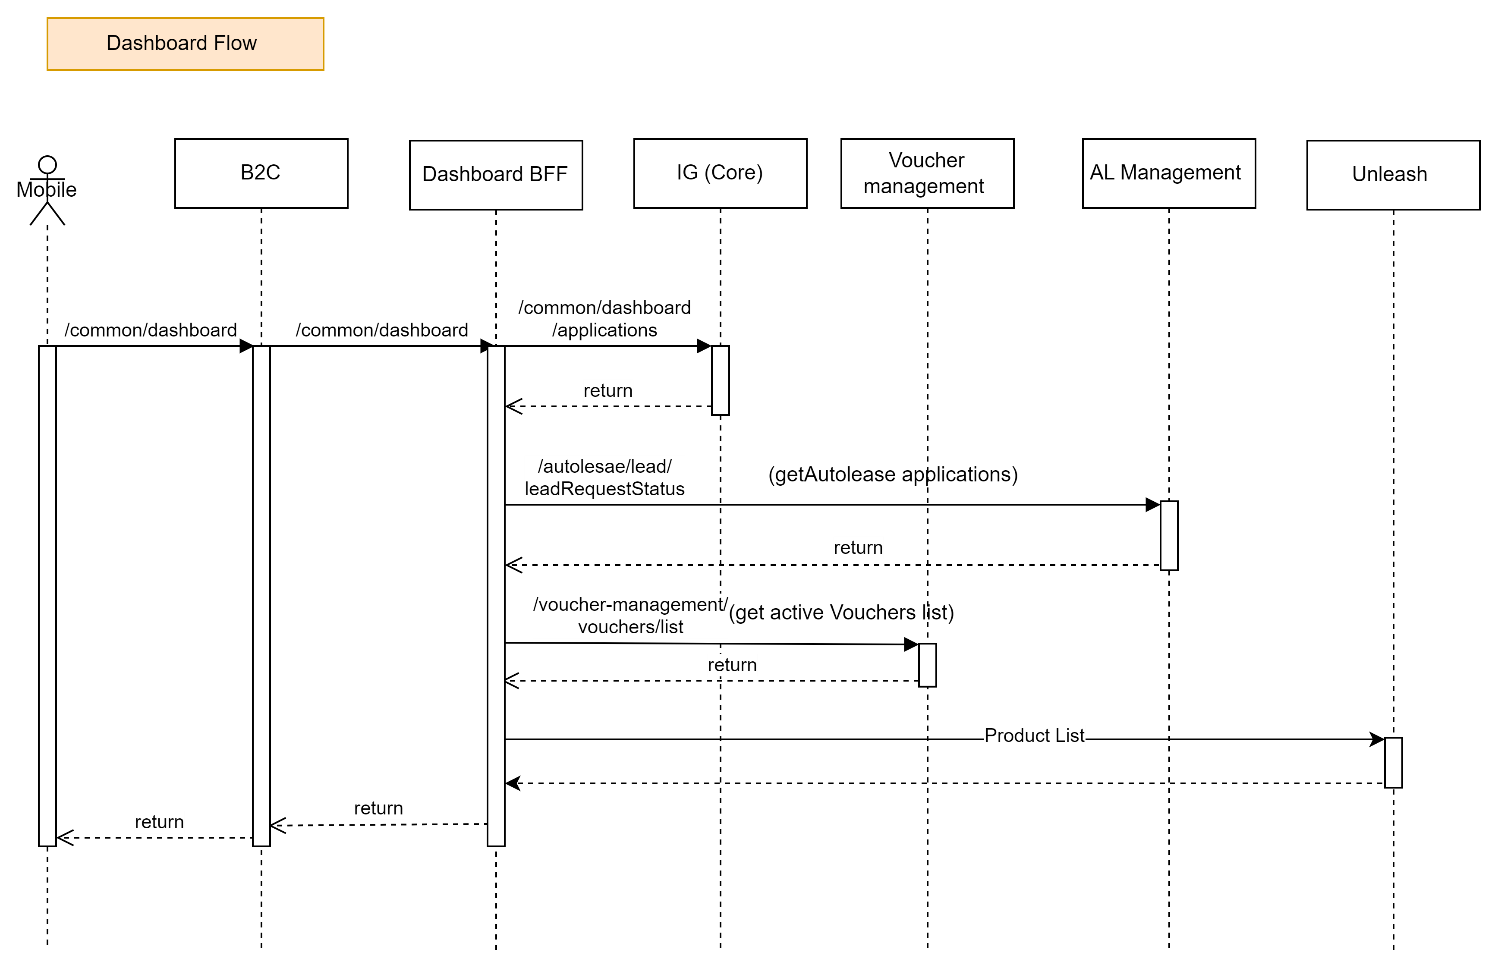 Dashboard Flow
Mobile
B2C
Dashboard BFF
IG (Core)
Voucher
management
AL Management
Unleash
/common/dashboard
/common/dashboard
/common/dashboard
/applications
return
/autolesae/lead/
leadRequestStatus
(getAutolease applications)
return
/voucher-management/
vouchers/list
(get active Vouchers list)
return
Product List
return
return